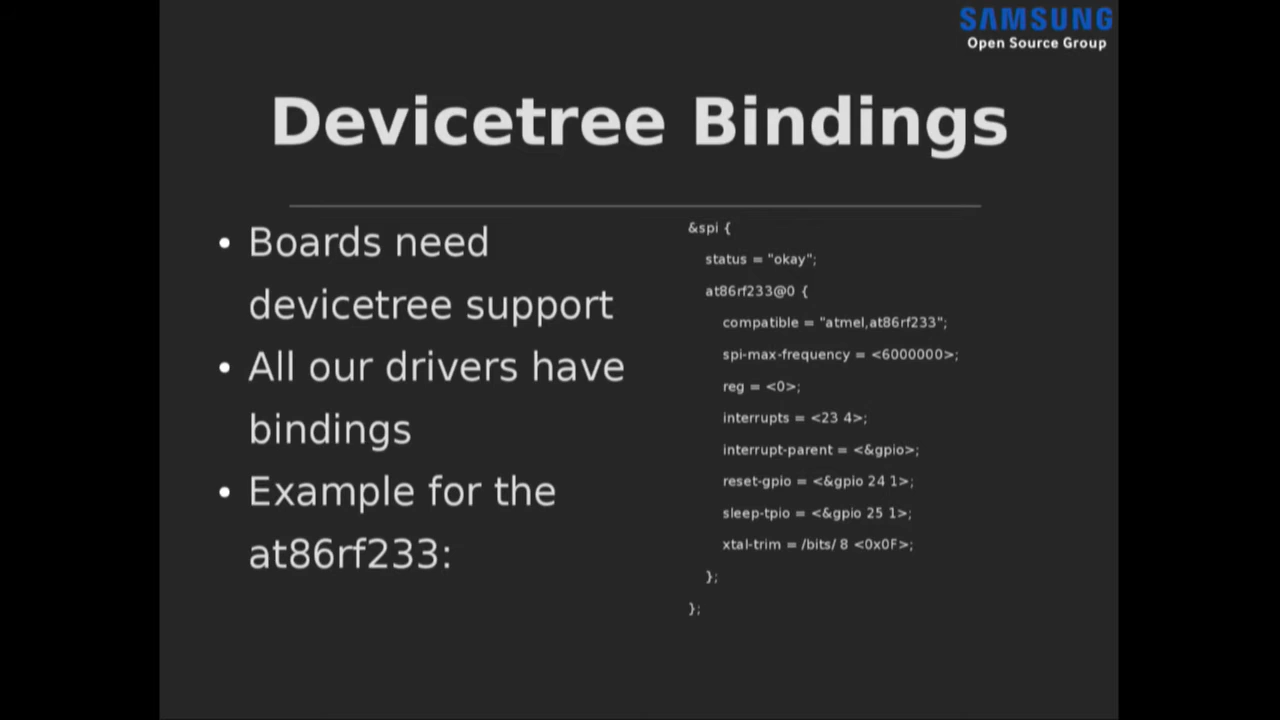 SAMSUNG
Open Source Group
Devicetree Bindings
• Boards need
devicetree support
• All our drivers have
bindings
• Example for the
at86rf233:
&spi {
status = "okay";
at86rf233@0 {
compatible = "atmel,at86rf233";
spi-max-frequency = <6000000>;
reg = <0>;
interrupts = <23 4>;
interrupt-parent = <&gpio>;
reset-gpio = <&gpio 24 1>;
sleep-tpio = <&gpio 25 1>;
xtal-trim = /bits/ 8 <0x0F>;
};
};